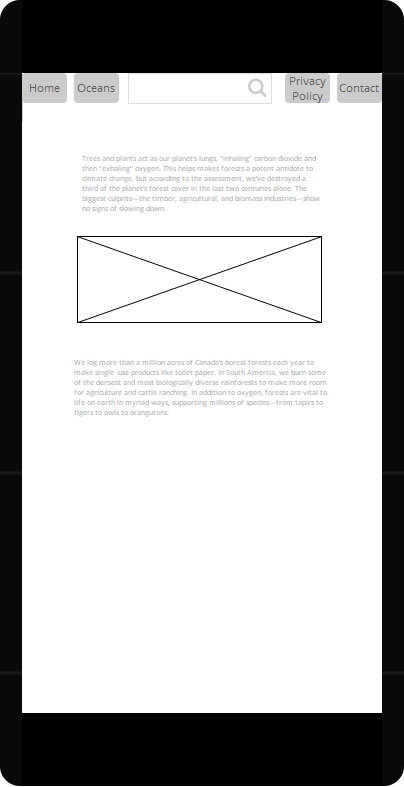 Home Oceans Privacy Policy Contact
Trees and plants act as our planet's lungs, "inhaling" carbon dioxide and
then "exhaling" oxygen. This helps makes forests a potent antidote to
climate change, but according to the assessment, we've destroyed a
third of the planet's forest cover in the last two centuries alone. The
biggest culprits—the timber, agricultural, and biomass industries—show
no signs of slowing down.
We log more than a million acres of Canada's boreal forests each year to
make single -use products like toilet paper. In South America, we burn some
of the densest and most biologically diverse rainforests to make more room
for agriculture and cattle ranching. In addition to oxygen, forests are vital to
life on earth in myriad ways, supporting millions of species—from tapirs to
tigers to owls to orangutans.